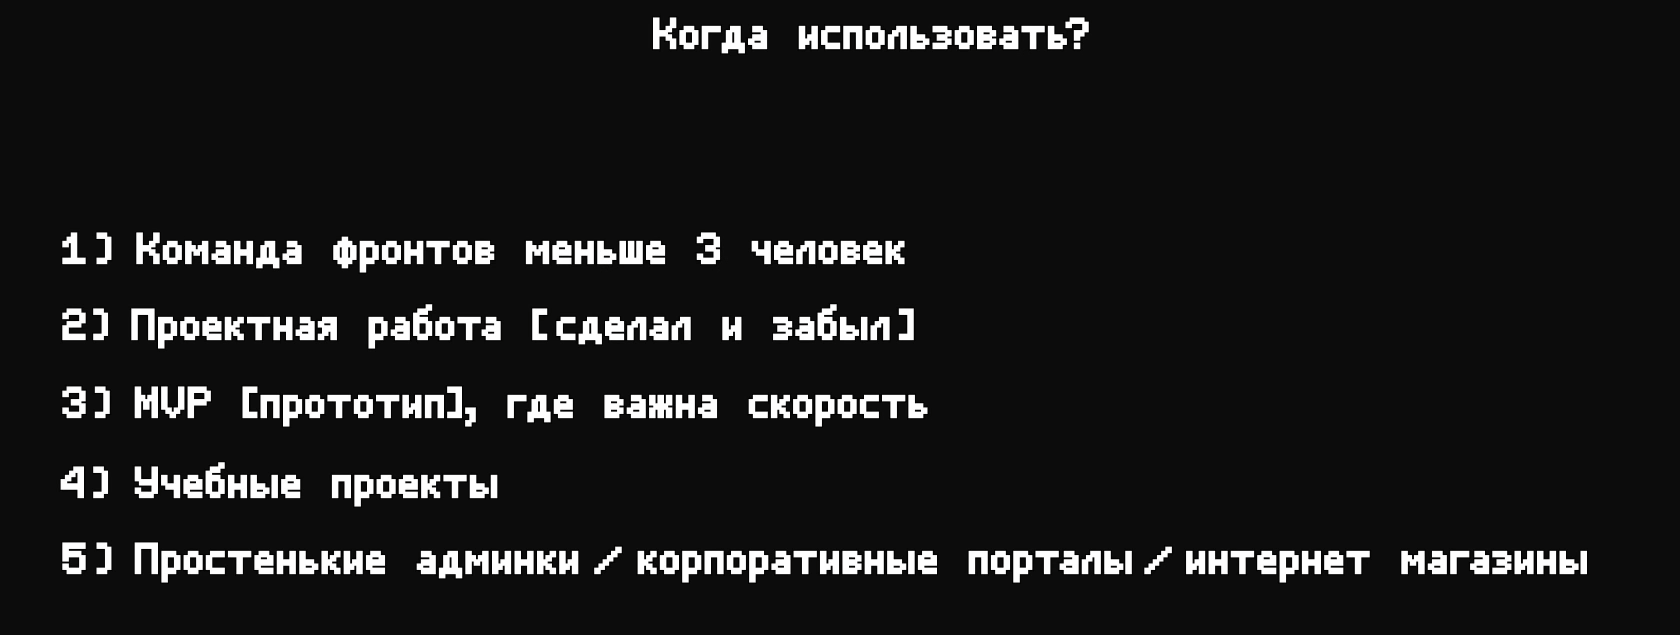 Когда использовать?
1) Команда фронтов меньше 3 человек
2) Проектная работа [сделал и забыл]
3) MVP [прототип], где важна скорость
4) Учебные проекты
5) Простенькие админки/корпоративные порталы/интернет магазины